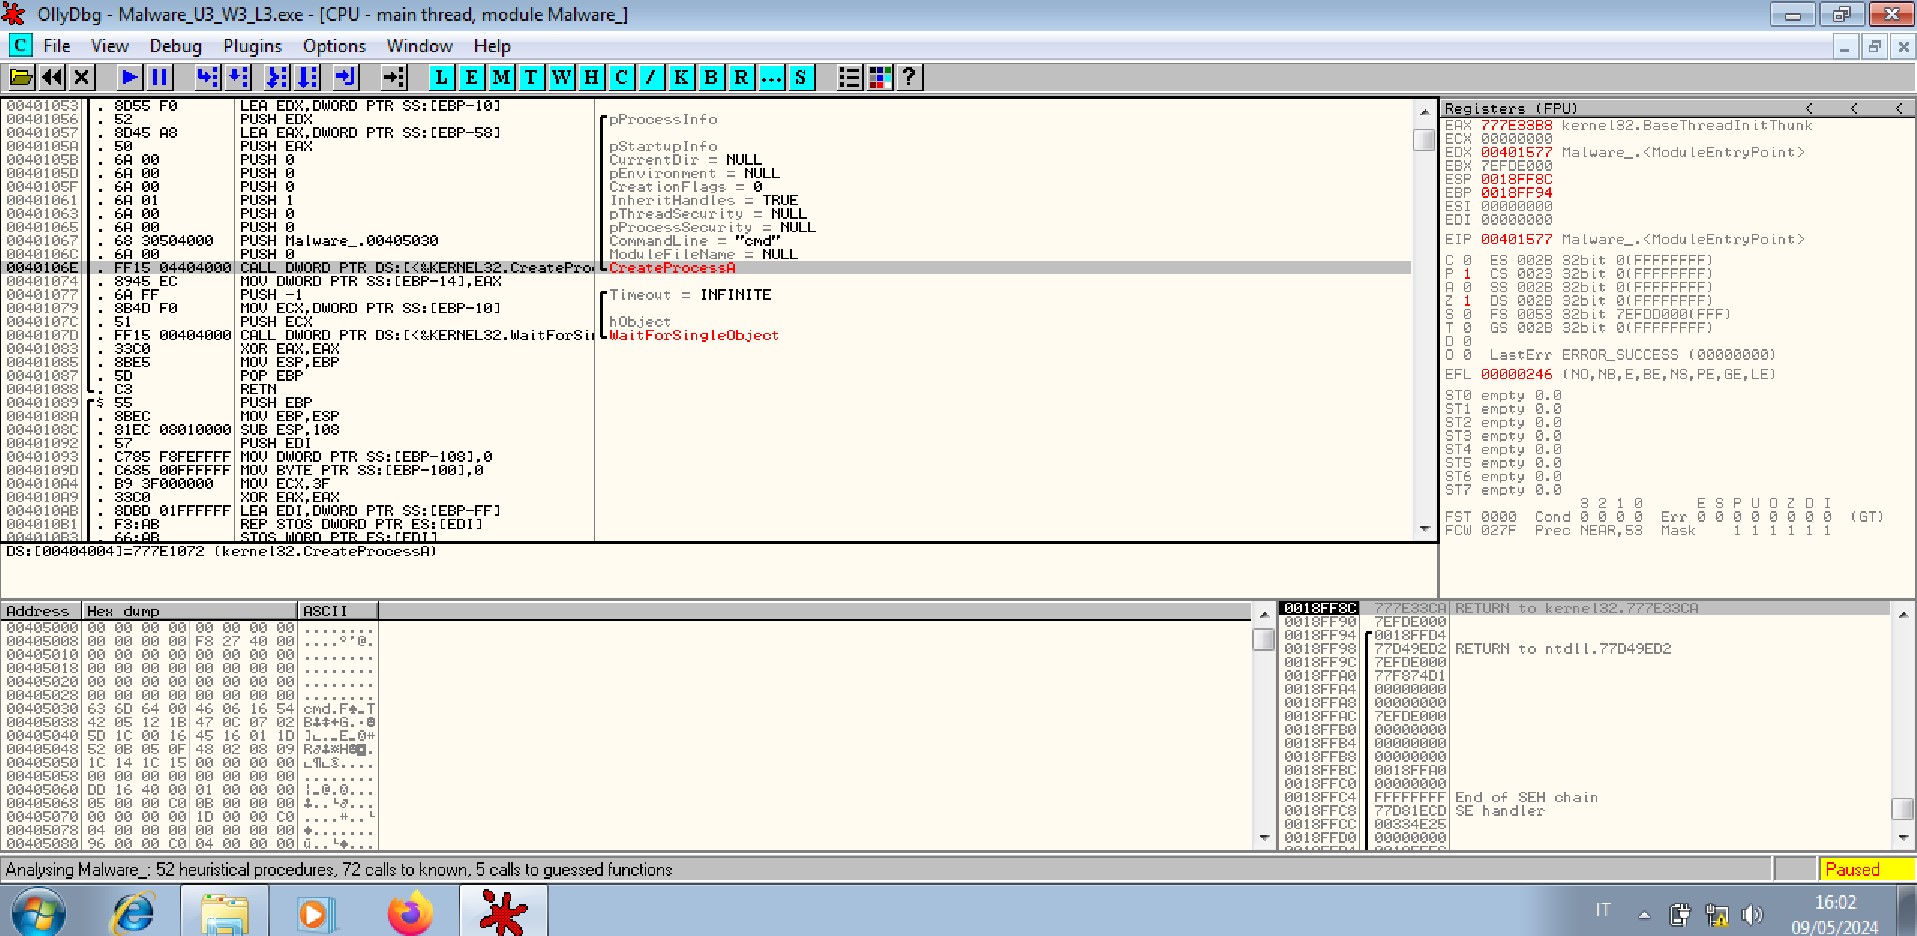 OllyDbg - Malware_U3_W3_L3.exe - [CPU - main thread, module Malware_]
C File View Debug Plugins Options Window Help
L E M T W H C / K B R ... S ?
00401053 . 8D55 F0 LEA EDX,DWORD PTR SS:[EBP-10]
00401056 . 52 PUSH EDX pProcessInfo
00401057 . 8D45 A8 LEA EAX,DWORD PTR SS:[EBP-58]
0040105A . 50 PUSH EAX pStartupInfo
0040105B . 6A 00 PUSH 0 CurrentDir = NULL
0040105D . 6A 00 PUSH 0 pEnvironment = NULL
0040105F . 6A 00 PUSH 0 CreationFlags = 0
00401061 . 6A 01 PUSH 1 InheritHandles = TRUE
00401063 . 6A 00 PUSH 0 pThreadSecurity = NULL
00401065 . 6A 00 PUSH 0 pProcessSecurity = NULL
00401067 . 68 30504000 PUSH Malware_.00405030 CommandLine = "cmd"
0040106C . 6A 00 PUSH 0 ModuleFileName = NULL
0040106E . FF15 04404000 CALL DWORD PTR DS:[<&KERNEL32.CreatePro CreateProcessA
00401074 . 8945 EC MOV DWORD PTR SS:[EBP-14],EAX
00401077 . 6A FF PUSH -1 Timeout = INFINITE
00401079 . 8B4D F0 MOV ECX,DWORD PTR SS:[EBP-10]
0040107C . 51 PUSH ECX hObject
0040107D . FF15 00404000 CALL DWORD PTR DS:[<&KERNEL32.WaitForSi WaitForSingleObject
00401083 . 33C0 XOR EAX,EAX
00401085 . 8BE5 MOV ESP,EBP
00401087 . 5D POP EBP
00401088 . C3 RETN
00401089 $ 55 PUSH EBP
0040108A . 8BEC MOV EBP,ESP
0040108C . 81EC 08010000 SUB ESP,108
00401092 . 57 PUSH EDI
00401093 . C785 F8FEFFFF MOV DWORD PTR SS:[EBP-108],0
0040109D . C685 00FFFFFF MOV BYTE PTR SS:[EBP-100],0
004010A4 . B9 3F000000 MOV ECX,3F
004010A9 . 33C0 XOR EAX,EAX
004010AB . 8DBD 01FFFFFF LEA EDI,DWORD PTR SS:[EBP-FF]
004010B1 . F3:AB REP STOS DWORD PTR ES:[EDI]
004010B3 . 66:AB STOS WORD PTR ES:[EDI]
DS:[00404004]=777E1072 (kernel32.CreateProcessA)
Registers (FPU) < < <
EAX 777E33B8 kernel32.BaseThreadInitThunk
ECX 00000000
EDX 00401577 Malware_.<ModuleEntryPoint>
EBX 7EFDE000
ESP 0018FF8C
EBP 0018FF94
ESI 00000000
EDI 00000000
EIP 00401577 Malware_.<ModuleEntryPoint>
C 0 ES 002B 32bit 0(FFFFFFFF)
P 1 CS 0023 32bit 0(FFFFFFFF)
A 0 SS 002B 32bit 0(FFFFFFFF)
Z 1 DS 002B 32bit 0(FFFFFFFF)
S 0 FS 0053 32bit 7EFDD000(FFF)
T 0 GS 002B 32bit 0(FFFFFFFF)
D 0
O 0 LastErr ERROR_SUCCESS (00000000)
EFL 00000246 (NO,NB,E,BE,NS,PE,GE,LE)
ST0 empty 0.0
ST1 empty 0.0
ST2 empty 0.0
ST3 empty 0.0
ST4 empty 0.0
ST5 empty 0.0
ST6 empty 0.0
ST7 empty 0.0
3 2 1 0 E S P U O Z D I
FST 0000 Cond 0 0 0 0 Err 0 0 0 0 0 0 0 0 (GT)
FCW 027F Prec NEAR,53 Mask 1 1 1 1 1 1
Address Hex dump ASCII
00405000 00 00 00 00 00 00 00 00 ........
00405008 00 00 00 00 F8 27 40 00 ....°'@.
00405010 00 00 00 00 00 00 00 00 ........
00405018 00 00 00 00 00 00 00 00 ........
00405020 00 00 00 00 00 00 00 00 ........
00405028 00 00 00 00 00 00 00 00 ........
00405030 63 6D 64 00 46 06 16 54
00405038 42 05 12 1B 47 0C 07 02
00405040 5D 1C 00 16 45 16 01 1D
00405048 52 0B 05 0F 48 02 08 09
00405050 1C 14 1C 15 00 00 00 00
00405058 00 00 00 00 00 00 00 00 ........
00405060 DD 16 40 00 01 00 00 00
00405068 05 00 00 C0 0B 00 00 00
00405070 00 00 00 00 1D 00 00 C0
00405078 04 00 00 00 00 00 00 00
00405080 96 00 00 C0 04 00 00 00
0018FF8C 777E33CA RETURN to kernel32.777E33CA
0018FF90 7EFDE000
0018FF94 0018FFD4
0018FF98 77D49ED2 RETURN to ntdll.77D49ED2
0018FF9C 7EFDE000
0018FFA0 77F874D1
0018FFA4 00000000
0018FFA8 00000000
0018FFAC 7EFDE000
0018FFB0 00000000
0018FFB4 00000000
0018FFB8 00000000
0018FFBC 0018FFA0
0018FFC0 00000000
0018FFC4 FFFFFFFF End of SEH chain
0018FFC8 77D81ECD SE handler
0018FFCC 00334E25
0018FFD0 00000000
Analysing Malware_: 52 heuristical procedures, 72 calls to known, 5 calls to guessed functions
Paused
IT
16:02
09/05/2024